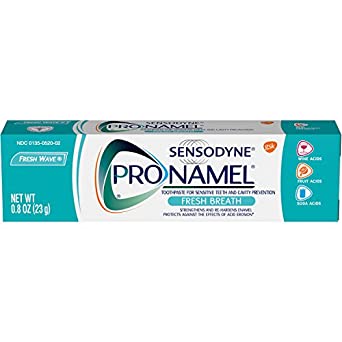 NDC 0135-0520-02
FRESH WAVE®
NET WT
0.8 OZ (23 g)
SENSODYNE®
PRONAMEL®
TOOTHPASTE FOR SENSITIVE TEETH AND CAVITY PREVENTION
FRESH BREATH
STRENGTHENS AND RE-HARDENS ENAMEL
PROTECTS AGAINST THE EFFECTS OF ACID EROSION*
gsk
WINE ACIDS
FRUIT ACIDS
SODA ACIDS